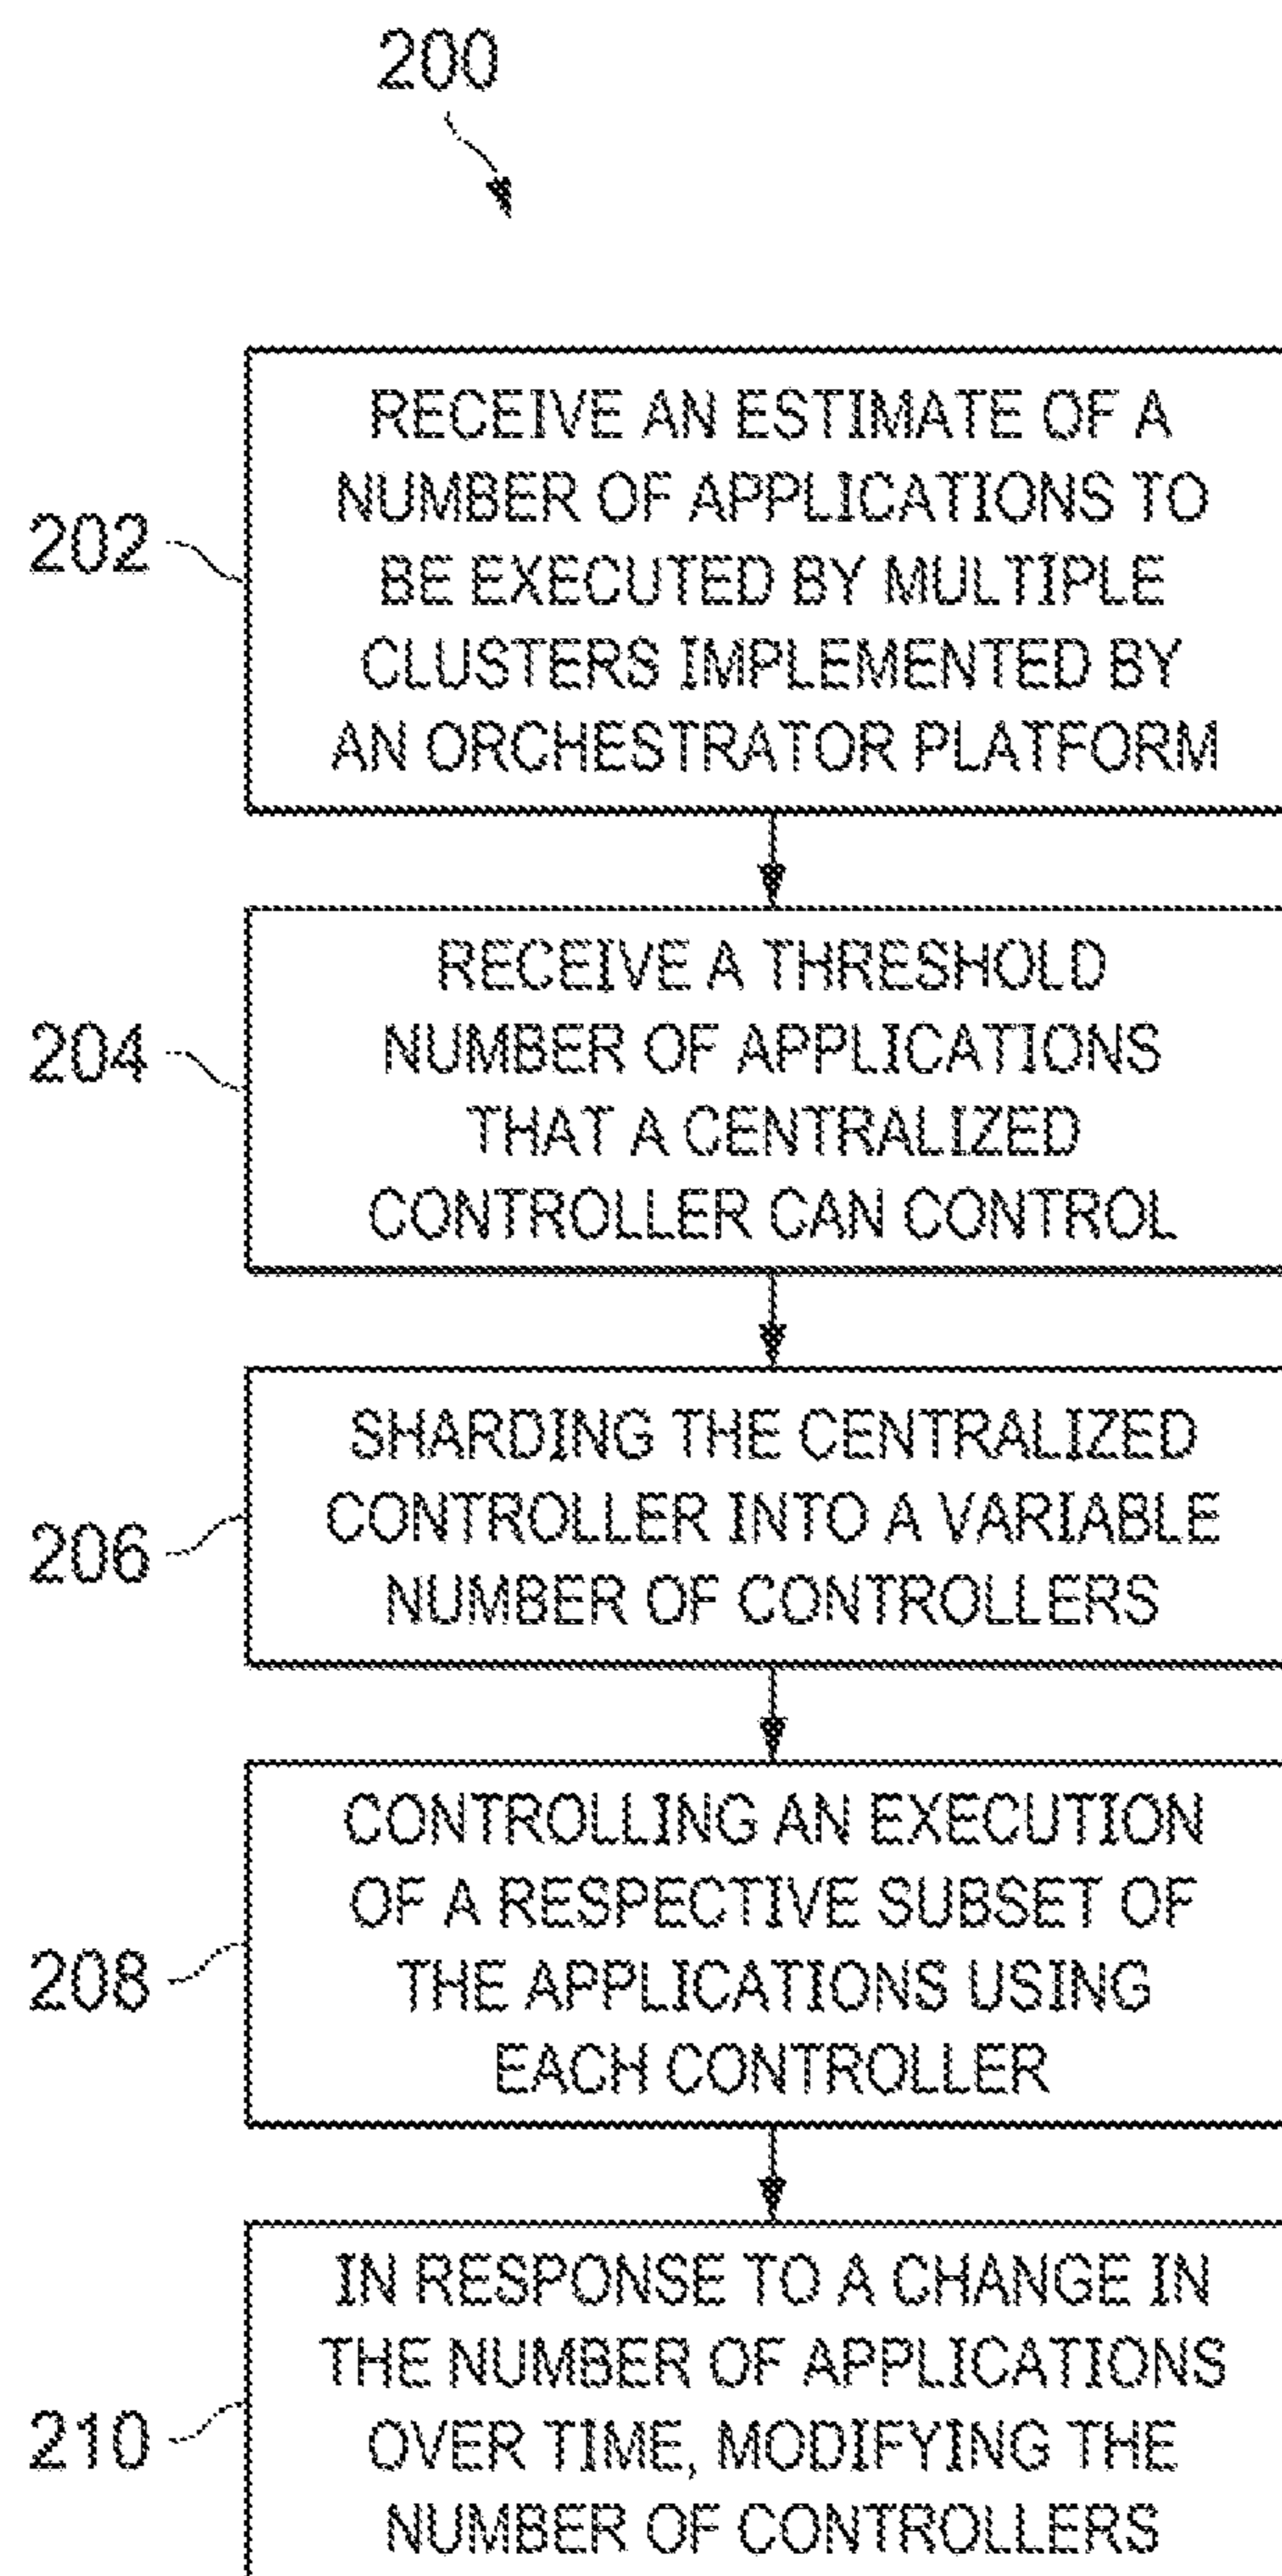 200
RECEIVE AN ESTIMATE OF A
NUMBER OF APPLICATIONS TO
BE EXECUTED BY MULTIPLE
CLUSTERS IMPLEMENTED BY
AN ORCHESTRATOR PLATFORM
202
RECEIVE A THRESHOLD
NUMBER OF APPLICATIONS
THAT A CENTRALIZED
CONTROLLER CAN CONTROL
204
SHARDING THE CENTRALIZED
CONTROLLER INTO A VARIABLE
NUMBER OF CONTROLLERS
206
CONTROLLING AN EXECUTION
OF A RESPECTIVE SUBSET OF
THE APPLICATIONS USING
EACH CONTROLLER
208
IN RESPONSE TO A CHANGE IN
THE NUMBER OF APPLICATIONS
OVER TIME, MODIFYING THE
NUMBER OF CONTROLLERS
210